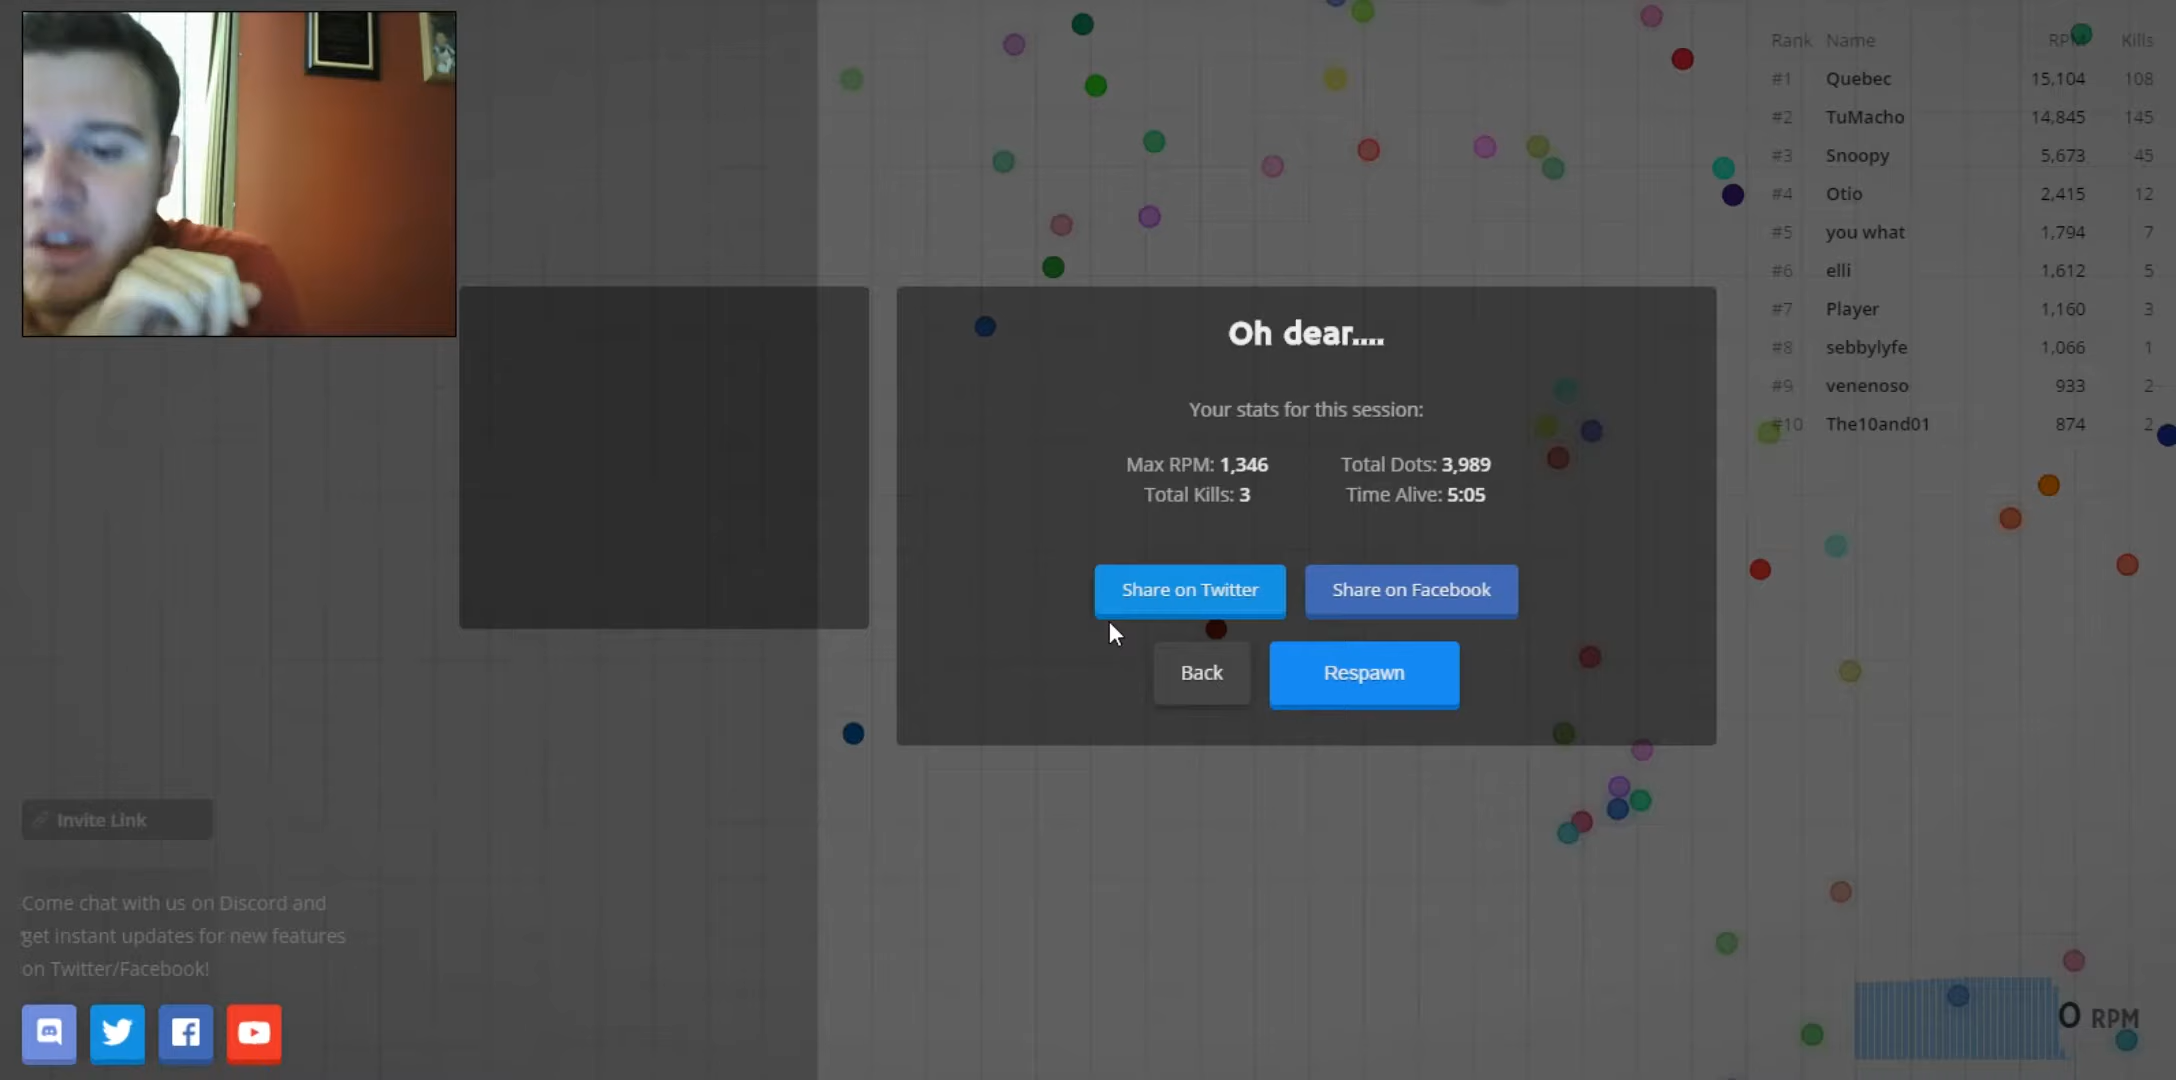 Rank Name RPM Kills
#1 Quebec 15,104 108
#2 TuMacho 14,845 145
#3 Snoopy 5,673 45
#4 Otio 2,415 12
#5 you what 1,794 7
#6 elli 1,612 5
#7 Player 1,160 3
#8 sebbylyfe 1,066 1
#9 venenoso 933 2
#10 The10and01 874 2
Oh dear....
Your stats for this session:
Max RPM: 1,346 Total Dots: 3,989
Total Kills: 3 Time Alive: 5:05
Share on Twitter Share on Facebook
Back Respawn
Invite Link
Come chat with us on Discord and
get instant updates for new features
on Twitter/Facebook!
0 RPM